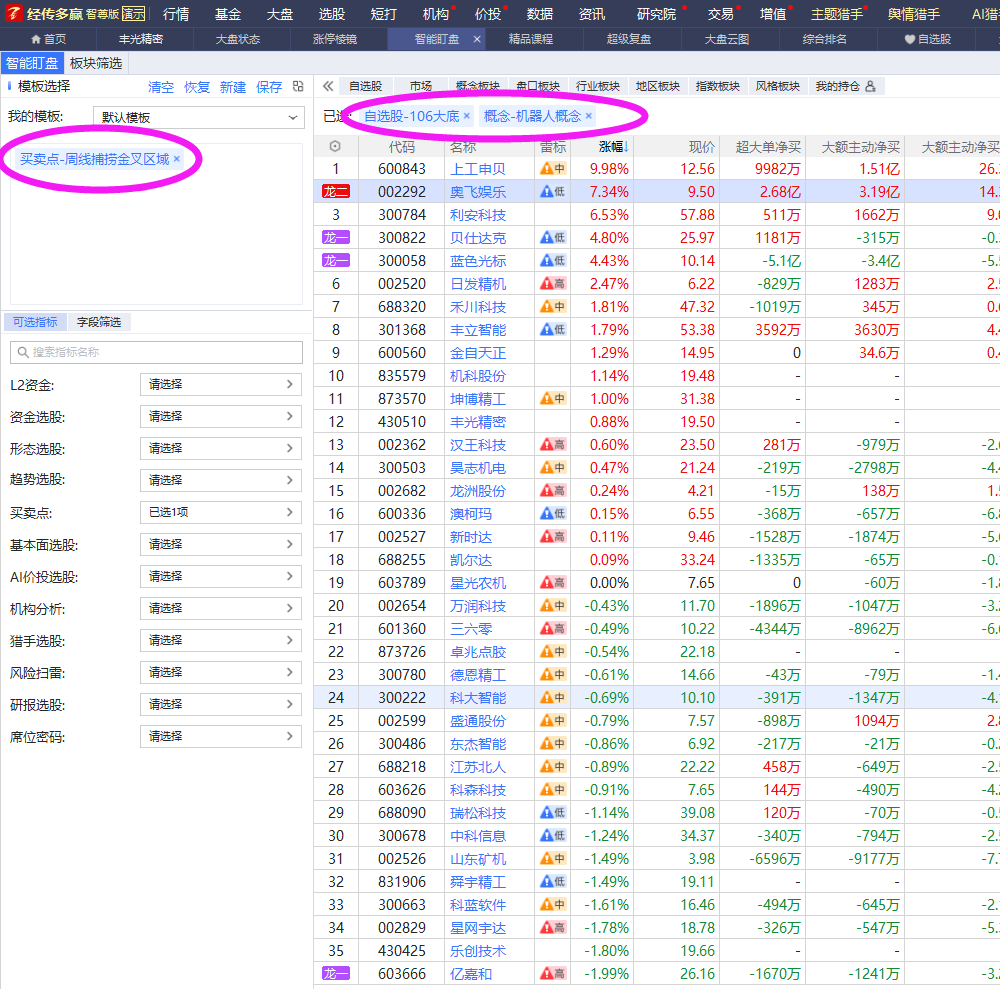 经传多赢 智尊版 演示 行情 基金 大盘 选股 短打 机构 价投 数据 资讯 研究院 交易 增值 主题猎手 舆情猎手
首页 丰光精密 大盘状态 涨停棱镜 智能盯盘 × 精品课程 超级复盘 大盘云图 综合排名 自选股
智能盯盘 板块筛选
模板选择 清空 恢复 新建 保存
我的模板: 默认模板
买卖点-周线捕捞金叉区域 ×
可选指标 字段筛选
搜索指标名称
L2资金: 请选择
资金选股: 请选择
形态选股: 请选择
趋势选股: 请选择
买卖点: 已选1项
基本面选股: 请选择
AI价投选股: 请选择
机构分析: 请选择
猎手选股: 请选择
风险扫雷: 请选择
研报选股: 请选择
席位密码: 请选择
自选股 市场 概念板块 盘口板块 行业板块 地区板块 指数板块 风格板块 我的持仓
已选 自选股-106大底 × 概念-机器人概念 ×
代码 名称 雷标 涨幅↓ 现价 超大单净买 大额主动净买 大额主动买
1 600843 上工申贝 中 9.98% 12.56 9982万 1.51亿 26.
龙二 002292 奥飞娱乐 低 7.34% 9.50 2.68亿 3.19亿 14.
3 300784 利安科技 6.53% 57.88 511万 1662万 9.
龙一 300822 贝仕达克 低 4.80% 25.97 1181万 -315万 -0.
龙一 300058 蓝色光标 低 4.43% 10.14 -5.1亿 -3.4亿 -5.
6 002520 日发精机 高 2.47% 6.22 -829万 1283万 2.
7 688320 禾川科技 中 1.81% 47.32 -1019万 345万 0.
8 301368 丰立智能 低 1.79% 53.38 3592万 3630万 4.
9 600560 金自天正 1.29% 14.95 0 34.6万 0.
10 835579 机科股份 1.14% 19.48 - -
11 873570 坤博精工 中 1.00% 31.38 - -
12 430510 丰光精密 0.88% 19.50 - -
13 002362 汉王科技 高 0.60% 23.50 281万 -979万 -2.
14 300503 昊志机电 中 0.47% 21.24 -219万 -2798万 -4.
15 002682 龙洲股份 高 0.24% 4.21 -15万 138万 1.
16 600336 澳柯玛 低 0.15% 6.55 -368万 -657万 -6.
17 002527 新时达 高 0.11% 9.46 -1528万 -1874万 -5.
18 688255 凯尔达 0.09% 33.24 -1335万 -65万 -0.
19 603789 星光农机 高 0.00% 7.65 0 -60万 -1.
20 002654 万润科技 中 -0.43% 11.70 -1896万 -1047万 -3.
21 601360 三六零 高 -0.49% 10.22 -4344万 -8962万 -6.
22 873726 卓兆点胶 中 -0.54% 22.18 - -
23 300780 德恩精工 中 -0.61% 14.66 -43万 -79万 -1.
24 300222 科大智能 中 -0.69% 10.10 -391万 -1347万 -4.
25 002599 盛通股份 中 -0.79% 7.57 -898万 1094万 2.
26 300486 东杰智能 中 -0.86% 6.92 -217万 -21万 -0.
27 688218 江苏北人 中 -0.89% 22.22 458万 -649万 -2.
28 603626 科森科技 中 -0.91% 7.65 144万 -490万 -4.
29 688090 瑞松科技 低 -1.14% 39.08 120万 -70万 -0.
30 300678 中科信息 低 -1.24% 34.37 -340万 -794万 -2.
31 002526 山东矿机 中 -1.49% 3.98 -6596万 -9177万 -7.
32 831906 舜宇精工 低 -1.49% 19.11 - -
33 300663 科蓝软件 中 -1.61% 16.46 -494万 -645万 -2.
34 002829 星网宇达 高 -1.78% 18.78 -326万 -547万 -5.
35 430425 乐创技术 -1.80% 19.66 - -
龙一 603666 亿嘉和 高 -1.99% 26.16 -1670万 -1241万 -3.